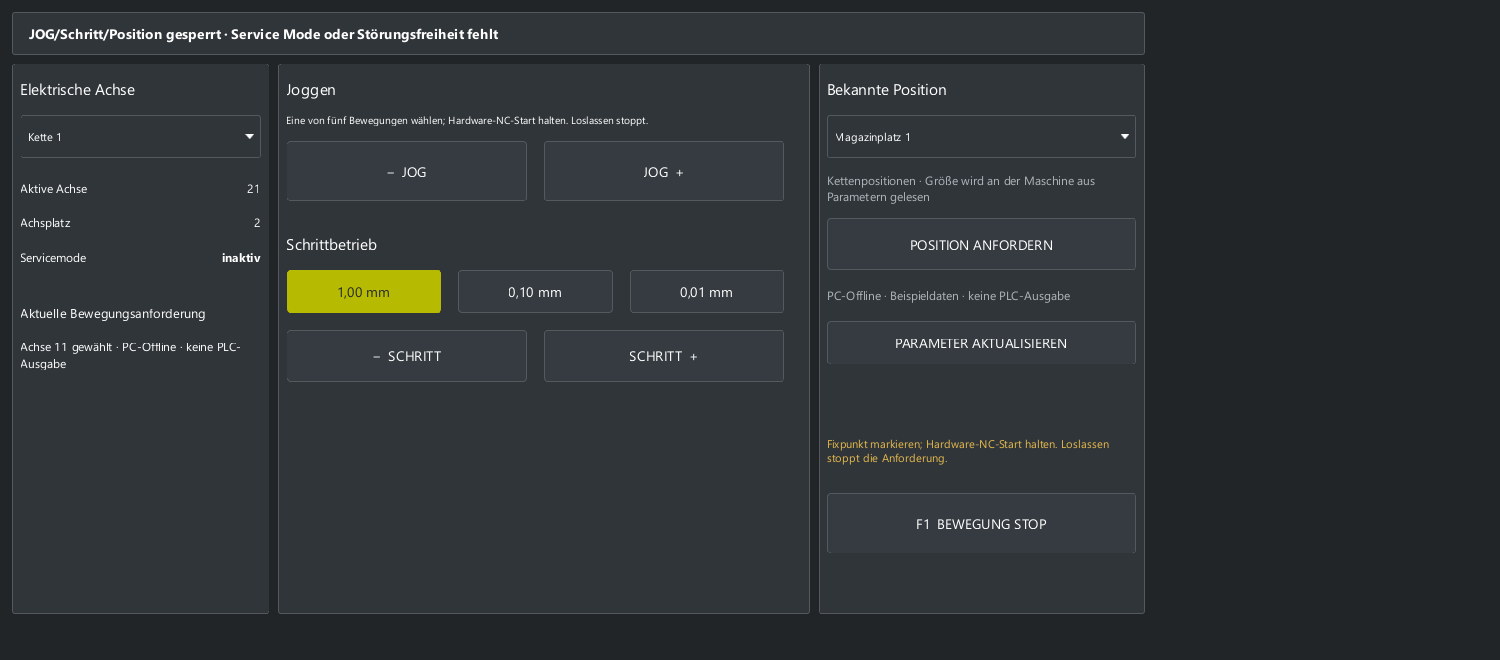 JOG/Schritt/Position gesperrt · Service Mode oder Störungsfreiheit fehlt
Elektrische Achse
Kette 1
Aktive Achse 21
Achsplatz 2
Servicemode inaktiv
Aktuelle Bewegungsanforderung
Achse 11 gewählt · PC-Offline · keine PLC-
Ausgabe
Joggen
Eine von fünf Bewegungen wählen; Hardware-NC-Start halten. Loslassen stoppt.
– JOG
JOG +
Schrittbetrieb
1,00 mm
0,10 mm
0,01 mm
– SCHRITT
SCHRITT +
Bekannte Position
Magazinplatz 1
Kettenpositionen · Größe wird an der Maschine aus
Parametern gelesen
POSITION ANFORDERN
PC-Offline · Beispieldaten · keine PLC-Ausgabe
PARAMETER AKTUALISIEREN
Fixpunkt markieren; Hardware-NC-Start halten. Loslassen
stoppt die Anforderung.
F1 BEWEGUNG STOP